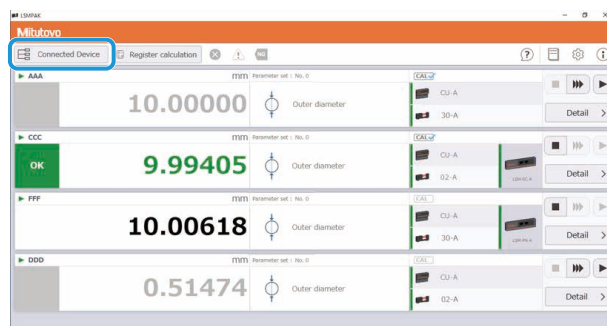 LSMPAK
Mitutoyo
Connected Device
Register calculation
NG
?
AAA
mm Parameter set : No. 0
10.00000
Outer diameter
CAL
CU-A
30-A
Detail >
CCC
mm Parameter set : No. 0
OK
9.99405
Outer diameter
CAL
CU-A
02-A
Detail >
FFF
mm Parameter set : No. 0
10.00618
Outer diameter
CAL
CU-A
30-A
Detail >
DDD
mm Parameter set : No. 0
0.51474
Outer diameter
CAL
CU-A
02-A
Detail >